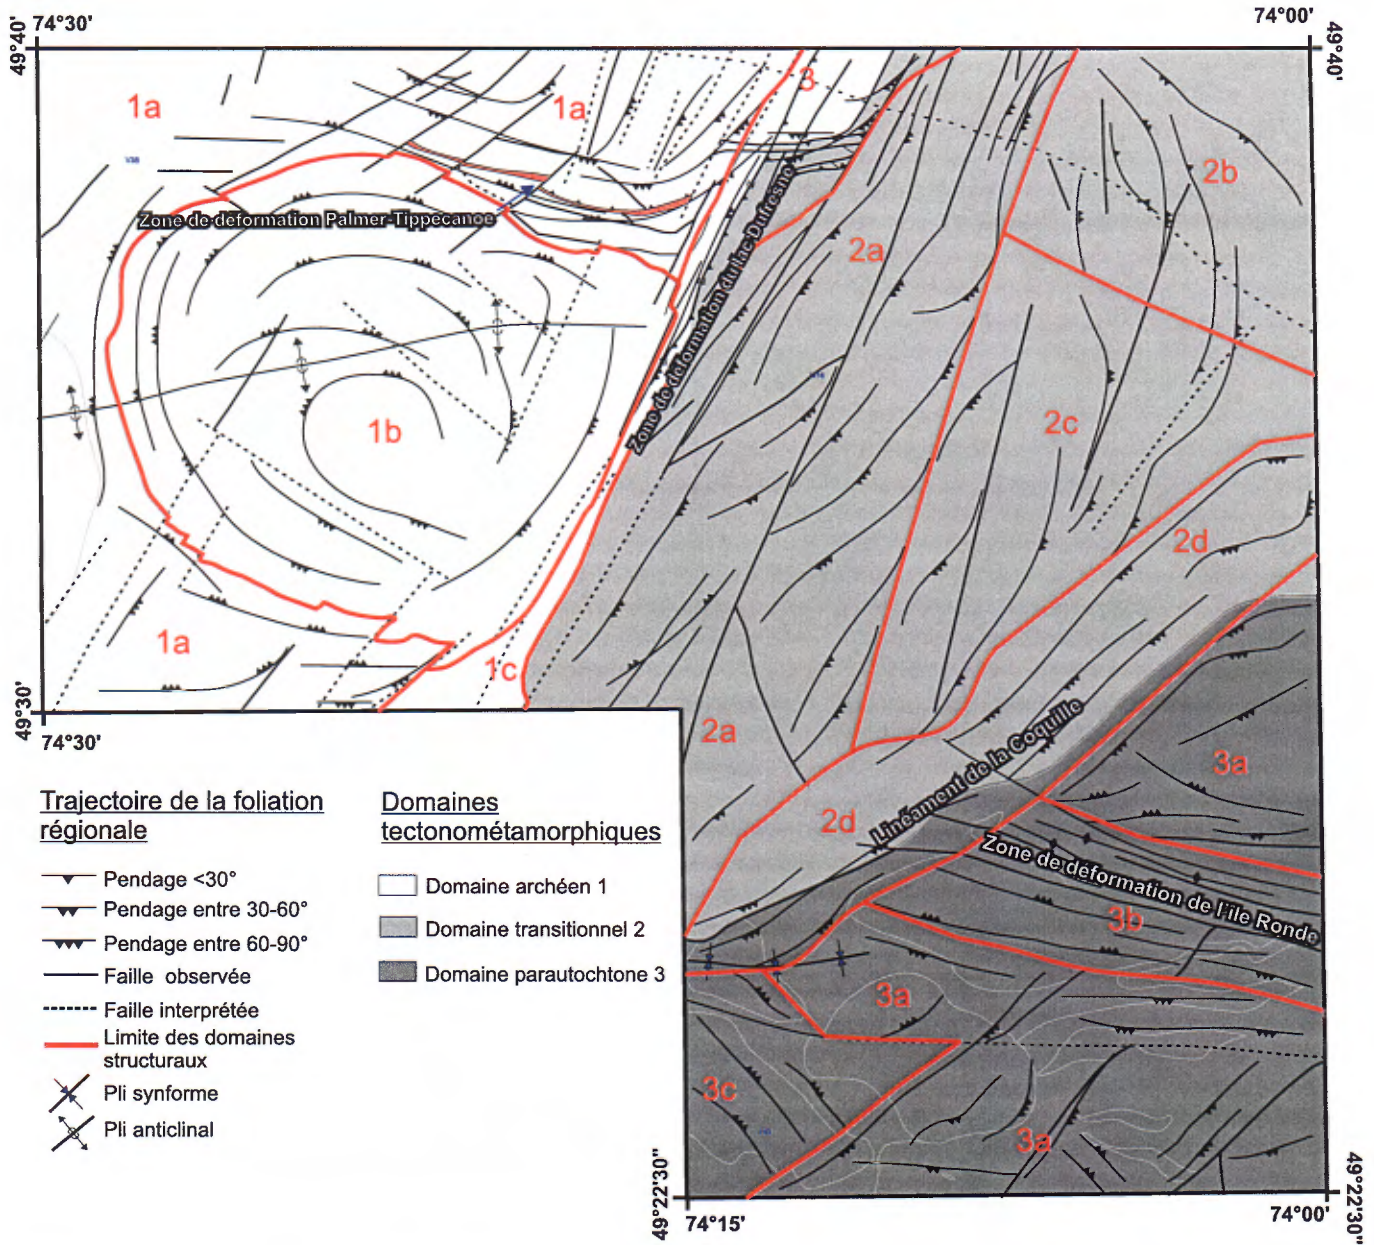 74°30'
74°00'
49°40'
49°40'
1a
1a
3
2b
Zone de déformation Palmer-Tippecanoe
2a
Zone de déformation du lac Dufresne
1b
2c
2d
1a
1c
49°30'
74°30'
2a
Linéament de la Coquille
3a
2d
Zone de déformation de l'île Ronde
3b
3a
3c
3a
Trajectoire de la foliation
régionale
Pendage <30°
Pendage entre 30-60°
Pendage entre 60-90°
Faille observée
Faille interprétée
Limite des domaines
structuraux
Pli synforme
Pli anticlinal
Domaines
tectonométamorphiques
Domaine archéen 1
Domaine transitionnel 2
Domaine parautochtone 3
49°22'30"
74°15'
74°00'
49°22'30"